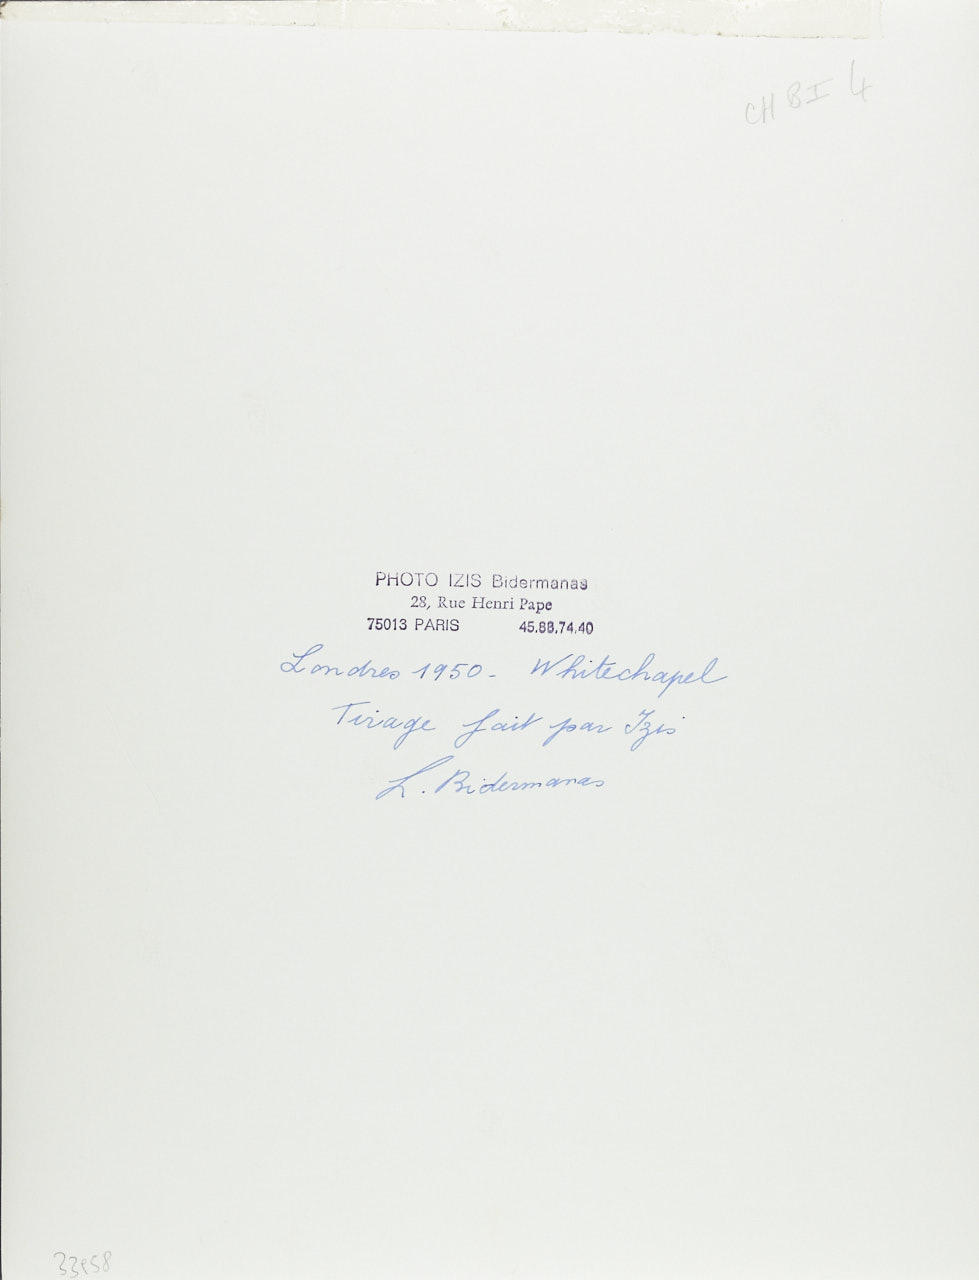 CH BI 4
PHOTO IZIS Bidermanas
28, Rue Henri Pape
75013 PARIS 45.88.74.40
Londres 1950 - Whitechapel
Tirage fait par Izis
L. Bidermanas